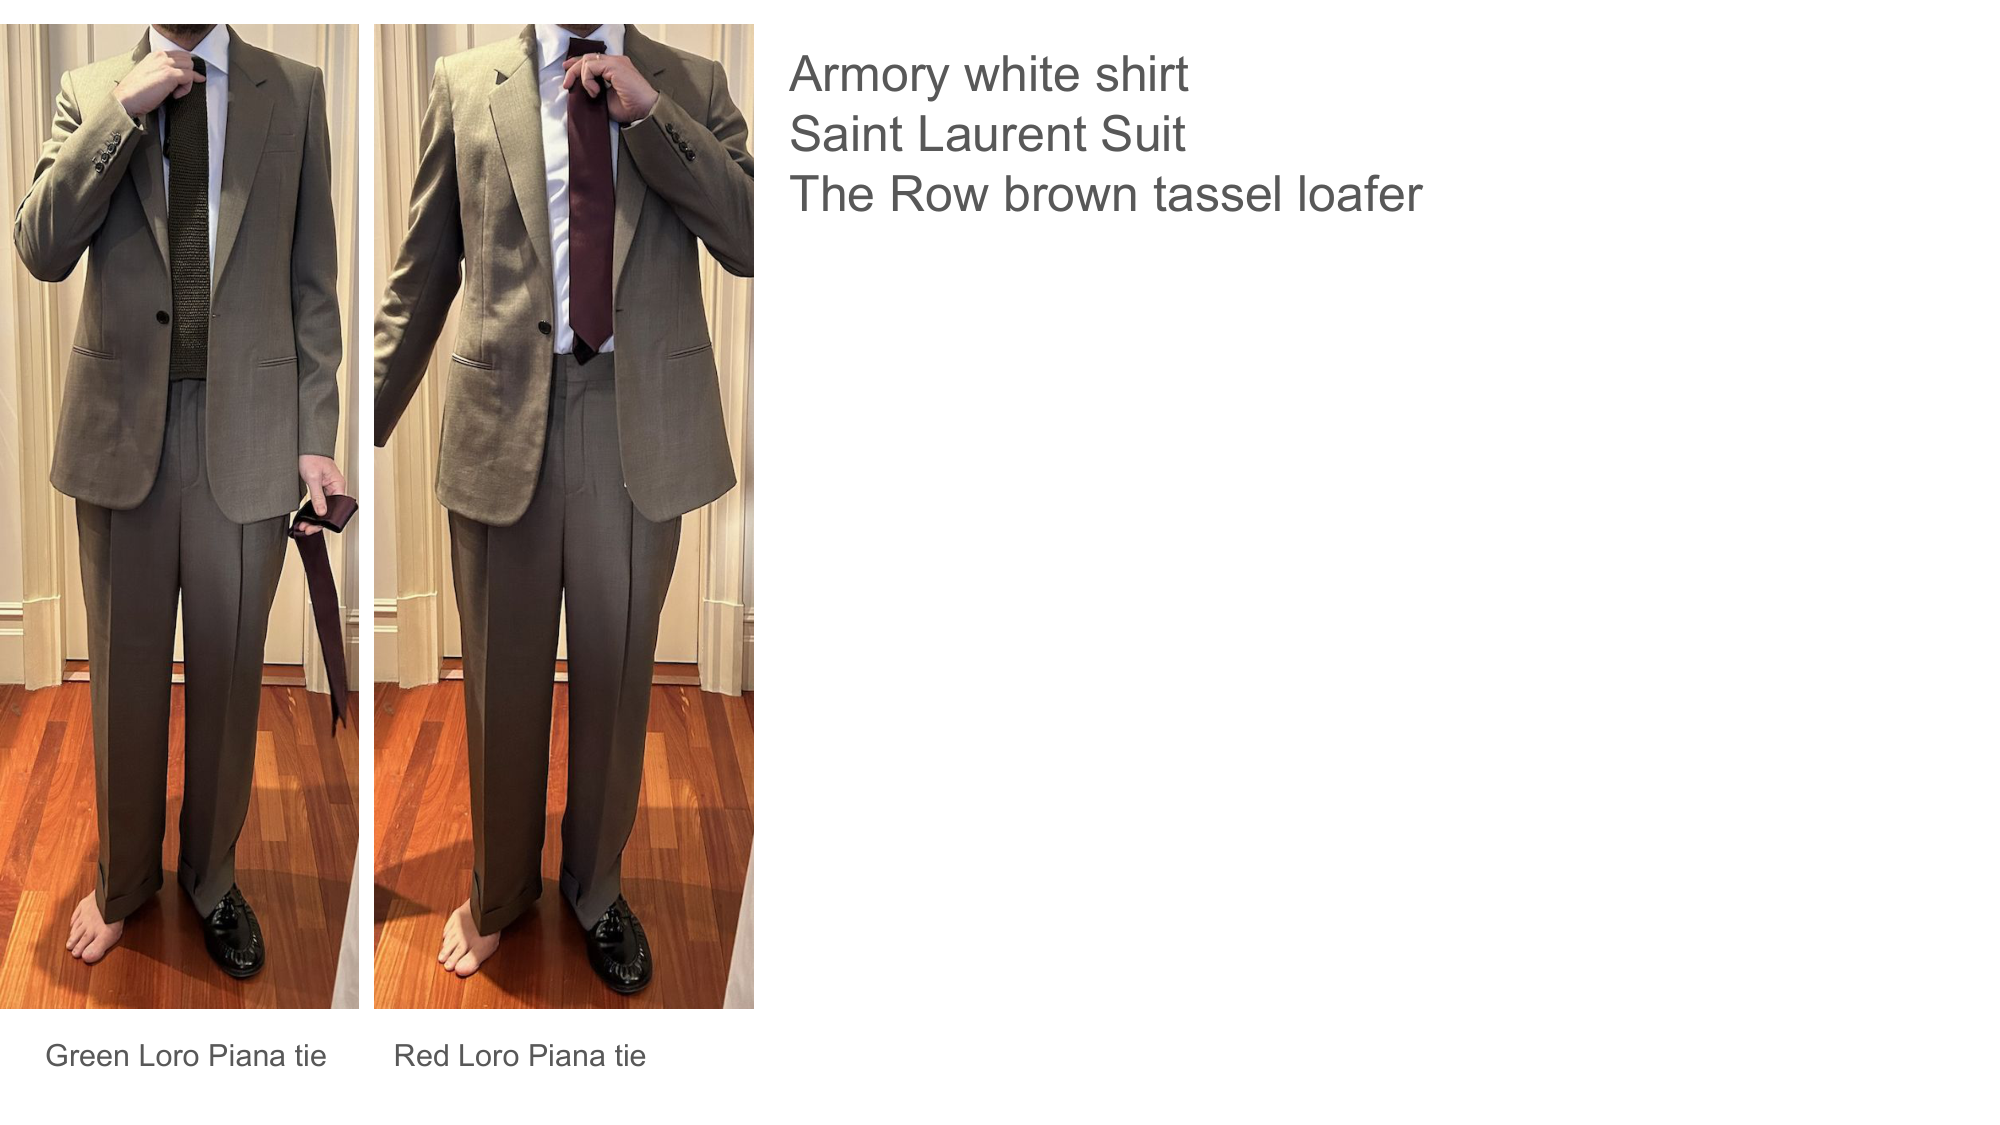 Armory white shirt
Saint Laurent Suit
The Row brown tassel loafer
Green Loro Piana tie
Red Loro Piana tie